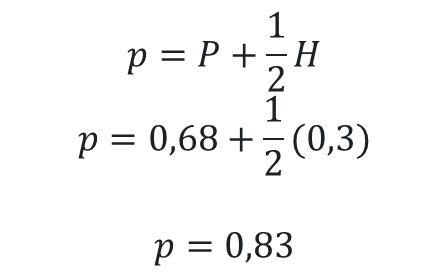 p = P + 1/2 H
p = 0,68 + 1/2 (0,3)
p = 0,83